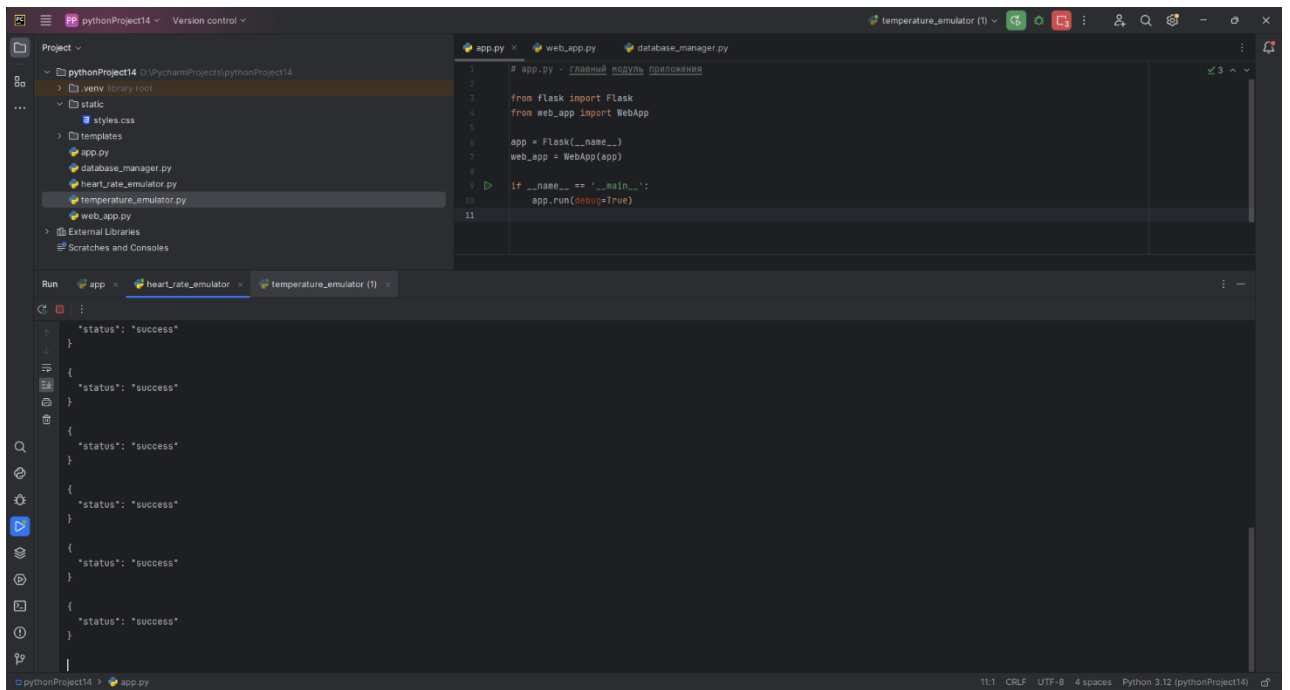 PC PP pythonProject14 Version control temperature_emulator (1) 3
Project
app.py web_app.py database_manager.py
pythonProject14 D:\PycharmProjects\pythonProject14
.venv library root
static
styles.css
templates
app.py
database_manager.py
heart_rate_emulator.py
temperature_emulator.py
web_app.py
External Libraries
Scratches and Consoles
1 # app.py - главный модуль приложения 3
2
3 from flask import Flask
4 from web_app import WebApp
5
6 app = Flask(__name__)
7 web_app = WebApp(app)
8
9 if __name__ == '__main__':
10 app.run(debug=True)
11
Run app heart_rate_emulator temperature_emulator (1)
"status": "success"
}
{
"status": "success"
}
{
"status": "success"
}
{
"status": "success"
}
{
"status": "success"
}
{
"status": "success"
}
pythonProject14 > app.py 11:1 CRLF UTF-8 4 spaces Python 3.12 (pythonProject14)